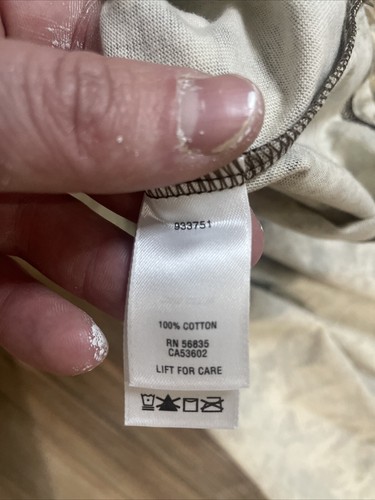 933751
100% COTTON
RN 56835
CA53602
LIFT FOR CARE